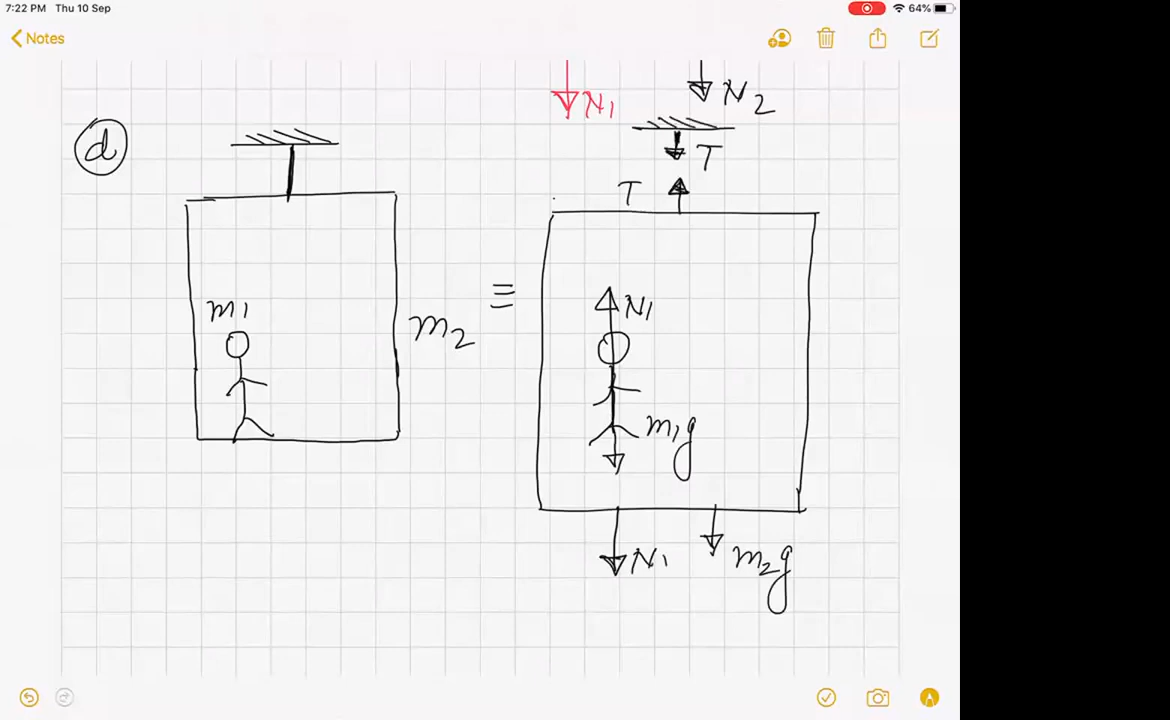 7:22 PM Thu 10 Sep
64%
Notes
N1
N2
d
T
T
m1
N1
m2
≡
m1g
N1
m2g